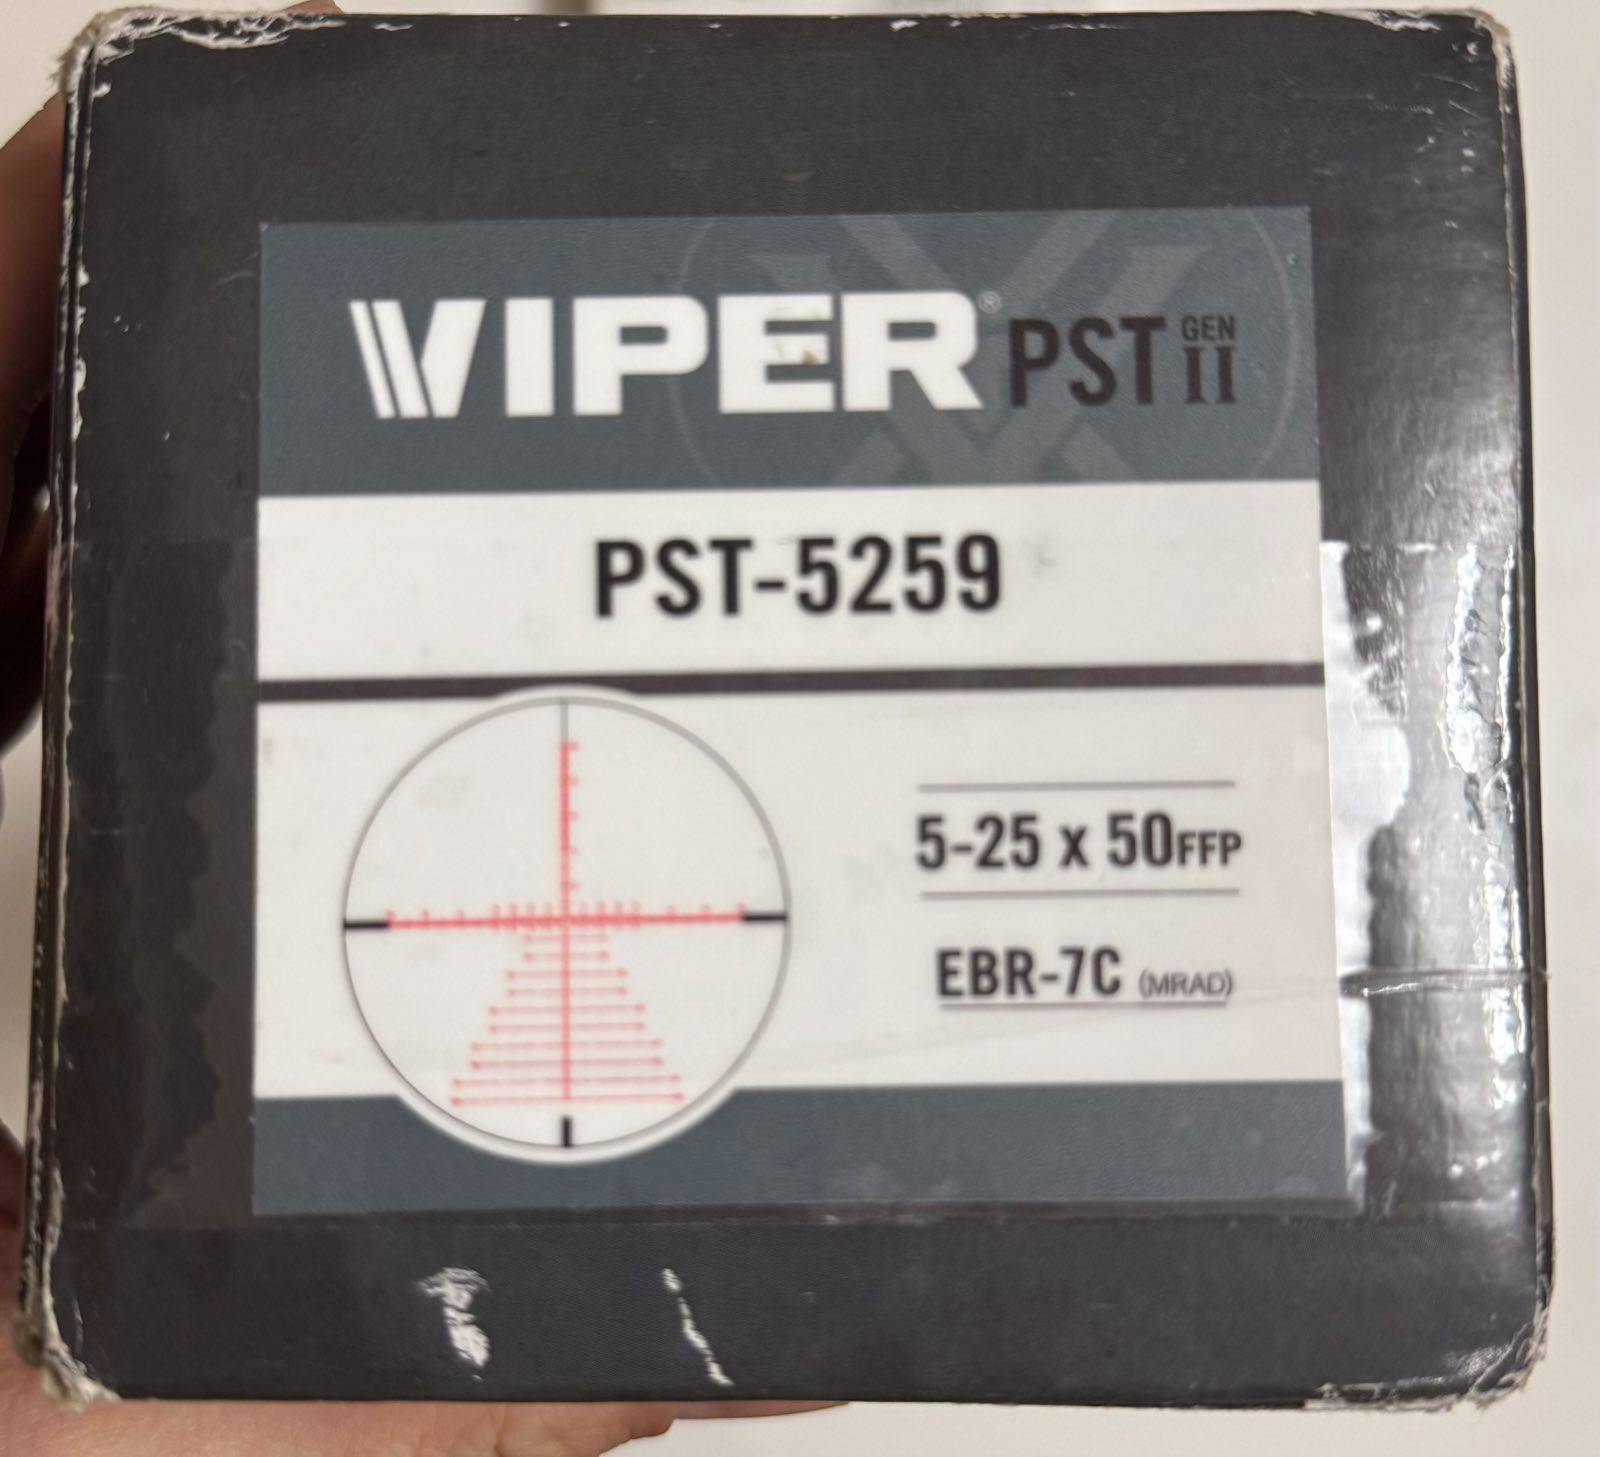 VIPER® PST GEN II
PST-5259
5-25 x 50FFP
EBR-7C (MRAD)